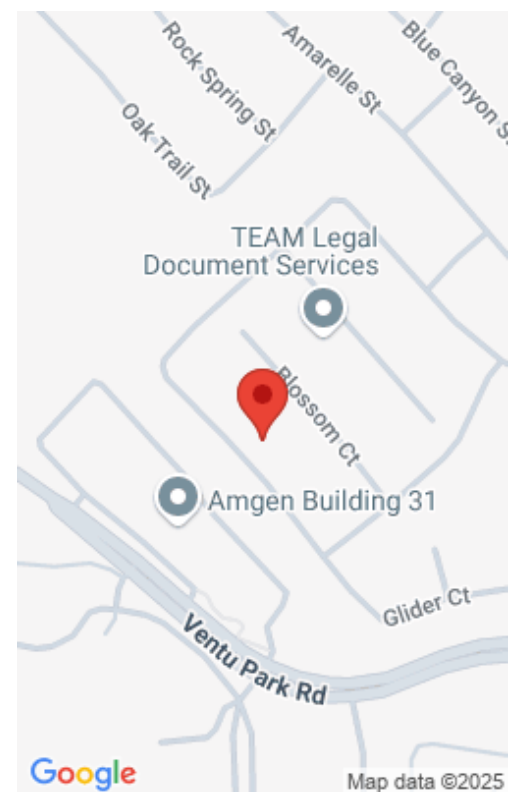 Rock Spring St
Amarelle St
Blue Canyon S
Oak Trail St
TEAM Legal
Document Services
Blossom Ct
Amgen Building 31
Glider Ct
Ventu Park Rd
Google
Map data ©2025